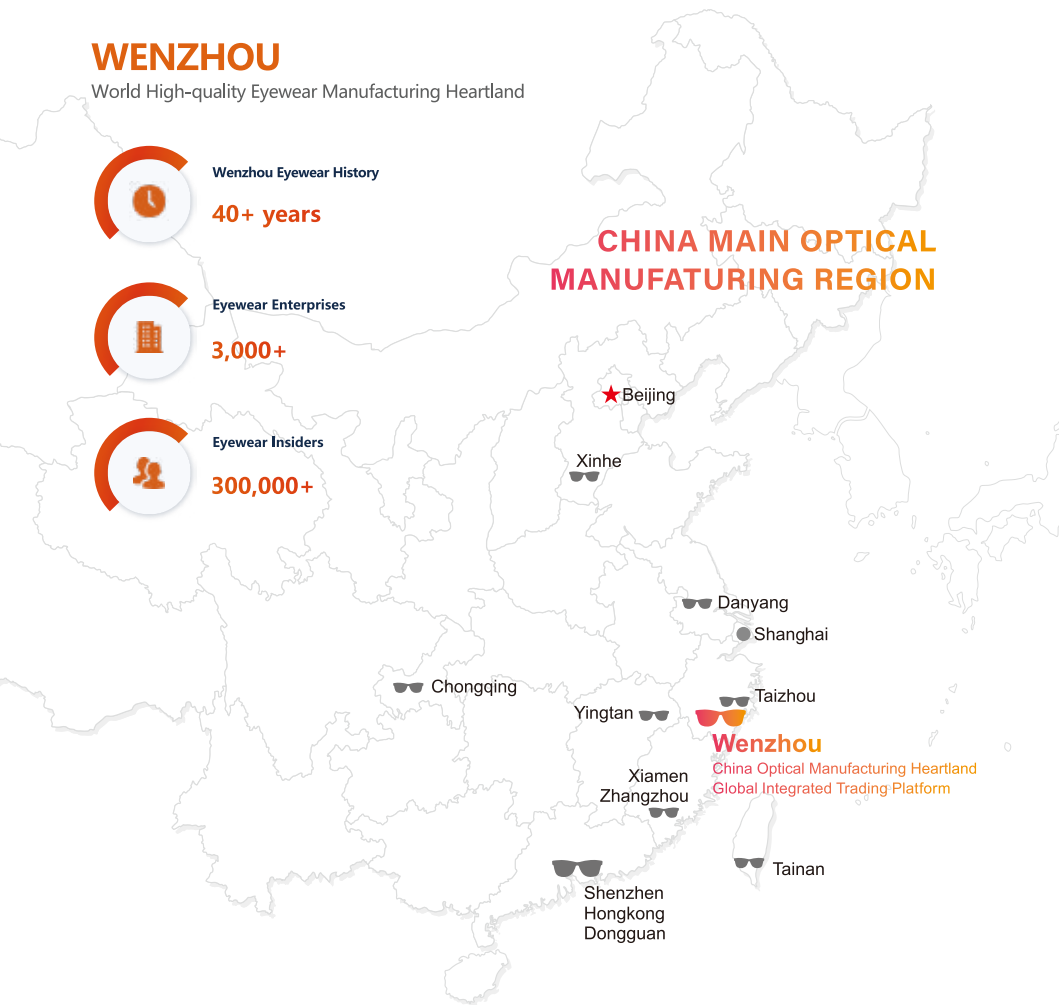 WENZHOU
World High-quality Eyewear Manufacturing Heartland
Wenzhou Eyewear History
40+ years
Eyewear Enterprises
3,000+
Eyewear Insiders
300,000+
CHINA MAIN OPTICAL
MANUFATURING REGION
Beijing
Xinhe
Danyang
Shanghai
Chongqing
Taizhou
Yingtan
Wenzhou
China Optical Manufacturing Heartland
Global Integrated Trading Platform
Xiamen
Zhangzhou
Tainan
Shenzhen
Hongkong
Dongguan